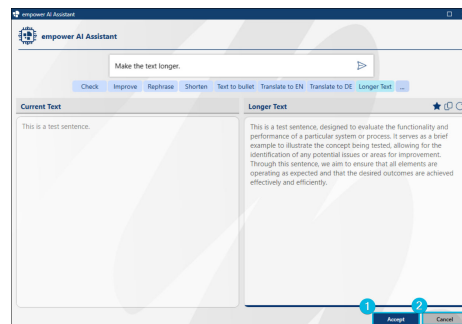 empower AI Assistant
empower AI Assistant
Make the text longer.
Check Improve Rephrase Shorten Text to bullet Translate to EN Translate to DE Longer Text ...
Current Text
This is a test sentence.
Longer Text
This is a test sentence, designed to evaluate the functionality and
performance of a particular system or process. It serves as a brief
example to illustrate the concept being tested, allowing for the
identification of any potential issues or areas for improvement.
Through this sentence, we aim to ensure that all elements are
operating as expected and that the desired outcomes are achieved
effectively and efficiently.
1 2
Accept Cancel